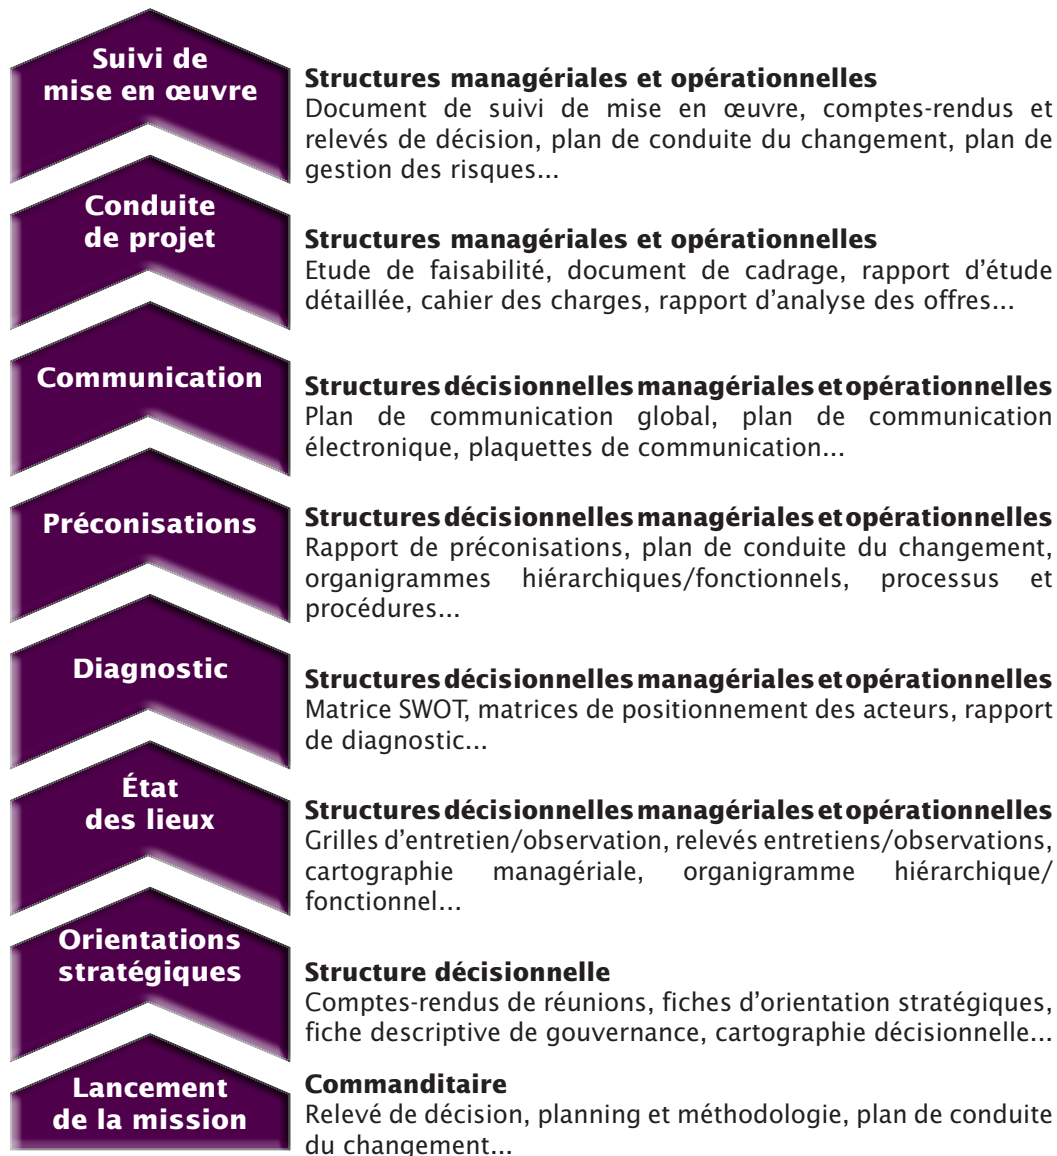 Suivi de
mise en œuvre
Structures managériales et opérationnelles
Document de suivi de mise en œuvre, comptes-rendus et
relevés de décision, plan de conduite du changement, plan de
gestion des risques...
Conduite
de projet
Structures managériales et opérationnelles
Etude de faisabilité, document de cadrage, rapport d’étude
détaillée, cahier des charges, rapport d’analyse des offres...
Communication
Structures décisionnelles managériales et opérationnelles
Plan de communication global, plan de communication
électronique, plaquettes de communication...
Préconisations
Structures décisionnelles managériales et opérationnelles
Rapport de préconisations, plan de conduite du changement,
organigrammes hiérarchiques/fonctionnels, processus et
procédures...
Diagnostic
Structures décisionnelles managériales et opérationnelles
Matrice SWOT, matrices de positionnement des acteurs, rapport
de diagnostic...
État
des lieux
Structures décisionnelles managériales et opérationnelles
Grilles d’entretien/observation, relevés entretiens/observations,
cartographie managériale, organigramme hiérarchique/
fonctionnel...
Orientations
stratégiques
Structure décisionnelle
Comptes-rendus de réunions, fiches d’orientation stratégiques,
fiche descriptive de gouvernance, cartographie décisionnelle...
Lancement
de la mission
Commanditaire
Relevé de décision, planning et méthodologie, plan de conduite
du changement...